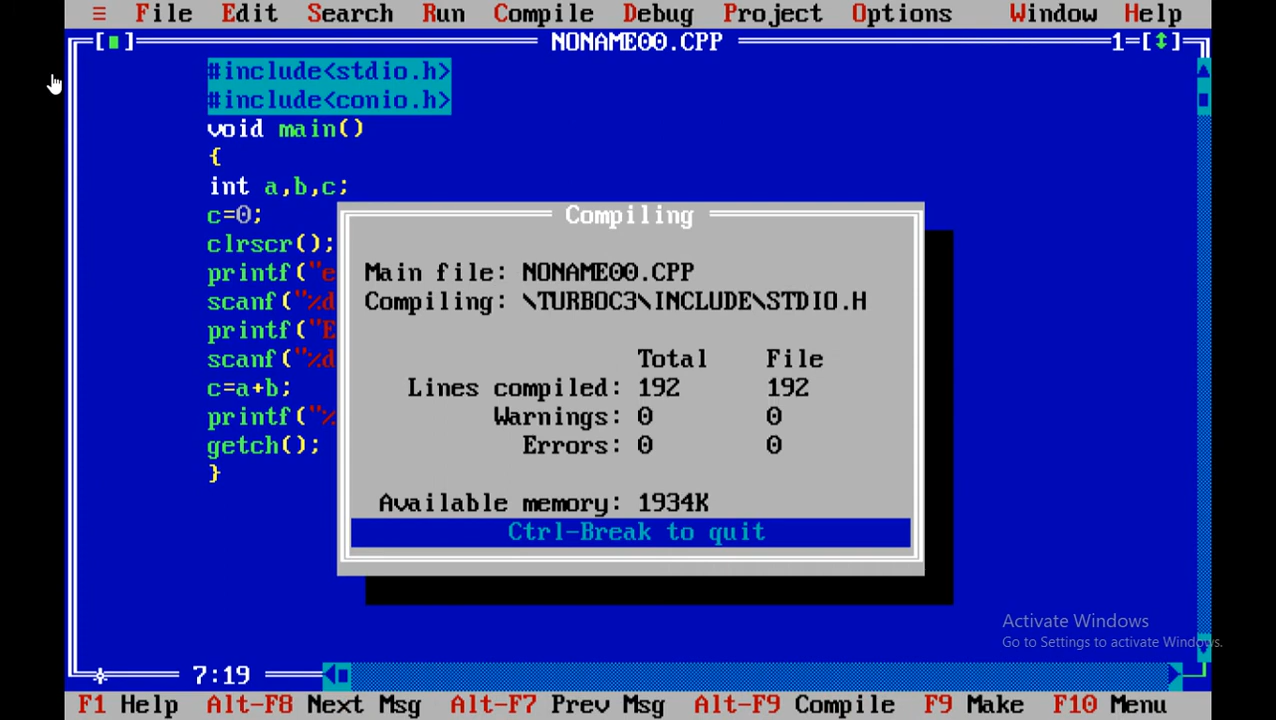 ≡ File Edit Search Run Compile Debug Project Options Window Help
[■] NONAME00.CPP 1=[↕]
#include<stdio.h>
#include<conio.h>
void main()
{
int a,b,c;
c=0;
clrscr();
printf("e
scanf("%d
printf("E
scanf("%d
c=a+b;
printf("%
getch();
}
Compiling
Main file: NONAME00.CPP
Compiling: \TURBOC3\INCLUDE\STDIO.H
Total File
Lines compiled: 192 192
Warnings: 0 0
Errors: 0 0
Available memory: 1934K
Ctrl-Break to quit
Activate Windows
Go to Settings to activate Windows.
7:19
F1 Help Alt-F8 Next Msg Alt-F7 Prev Msg Alt-F9 Compile F9 Make F10 Menu